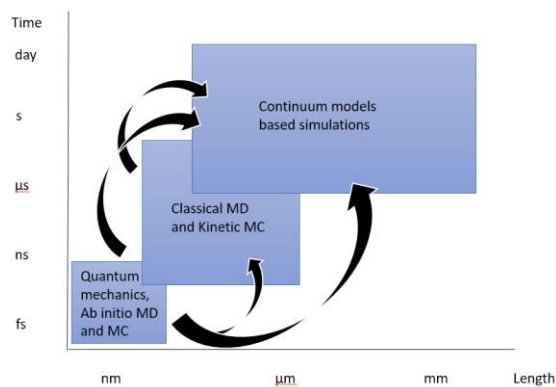 Time
day
s
µs
ns
fs
Continuum models
based simulations
Classical MD
and Kinetic MC
Quantum
mechanics,
Ab initio MD
and MC
nm
µm
mm
Length